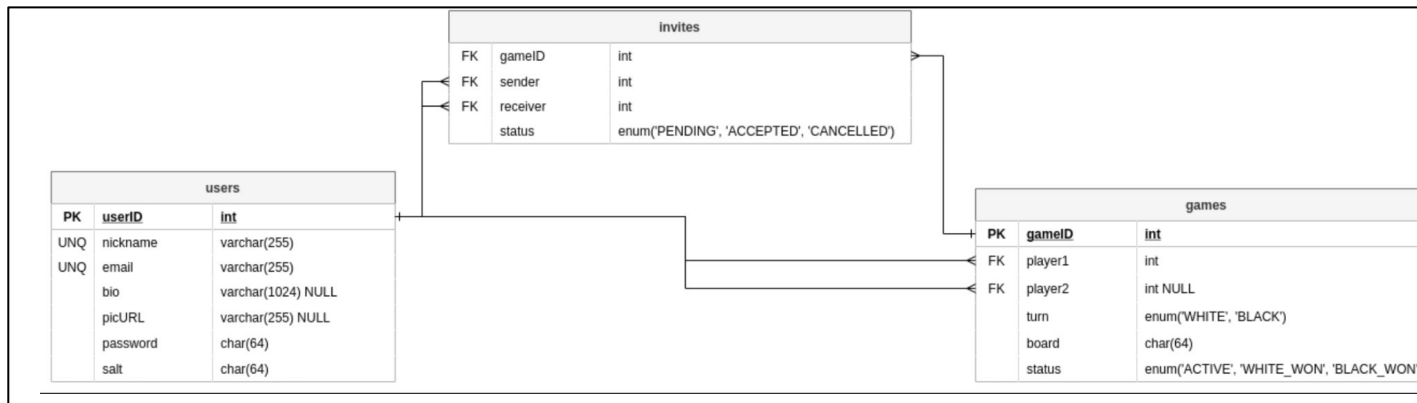 invites
FK gameID int
FK sender int
FK receiver int
status enum('PENDING', 'ACCEPTED', 'CANCELLED')
users
PK userID int
UNQ nickname varchar(255)
UNQ email varchar(255)
bio varchar(1024) NULL
picURL varchar(255) NULL
password char(64)
salt char(64)
games
PK gameID int
FK player1 int
FK player2 int NULL
turn enum('WHITE', 'BLACK')
board char(64)
status enum('ACTIVE', 'WHITE_WON', 'BLACK_WON'